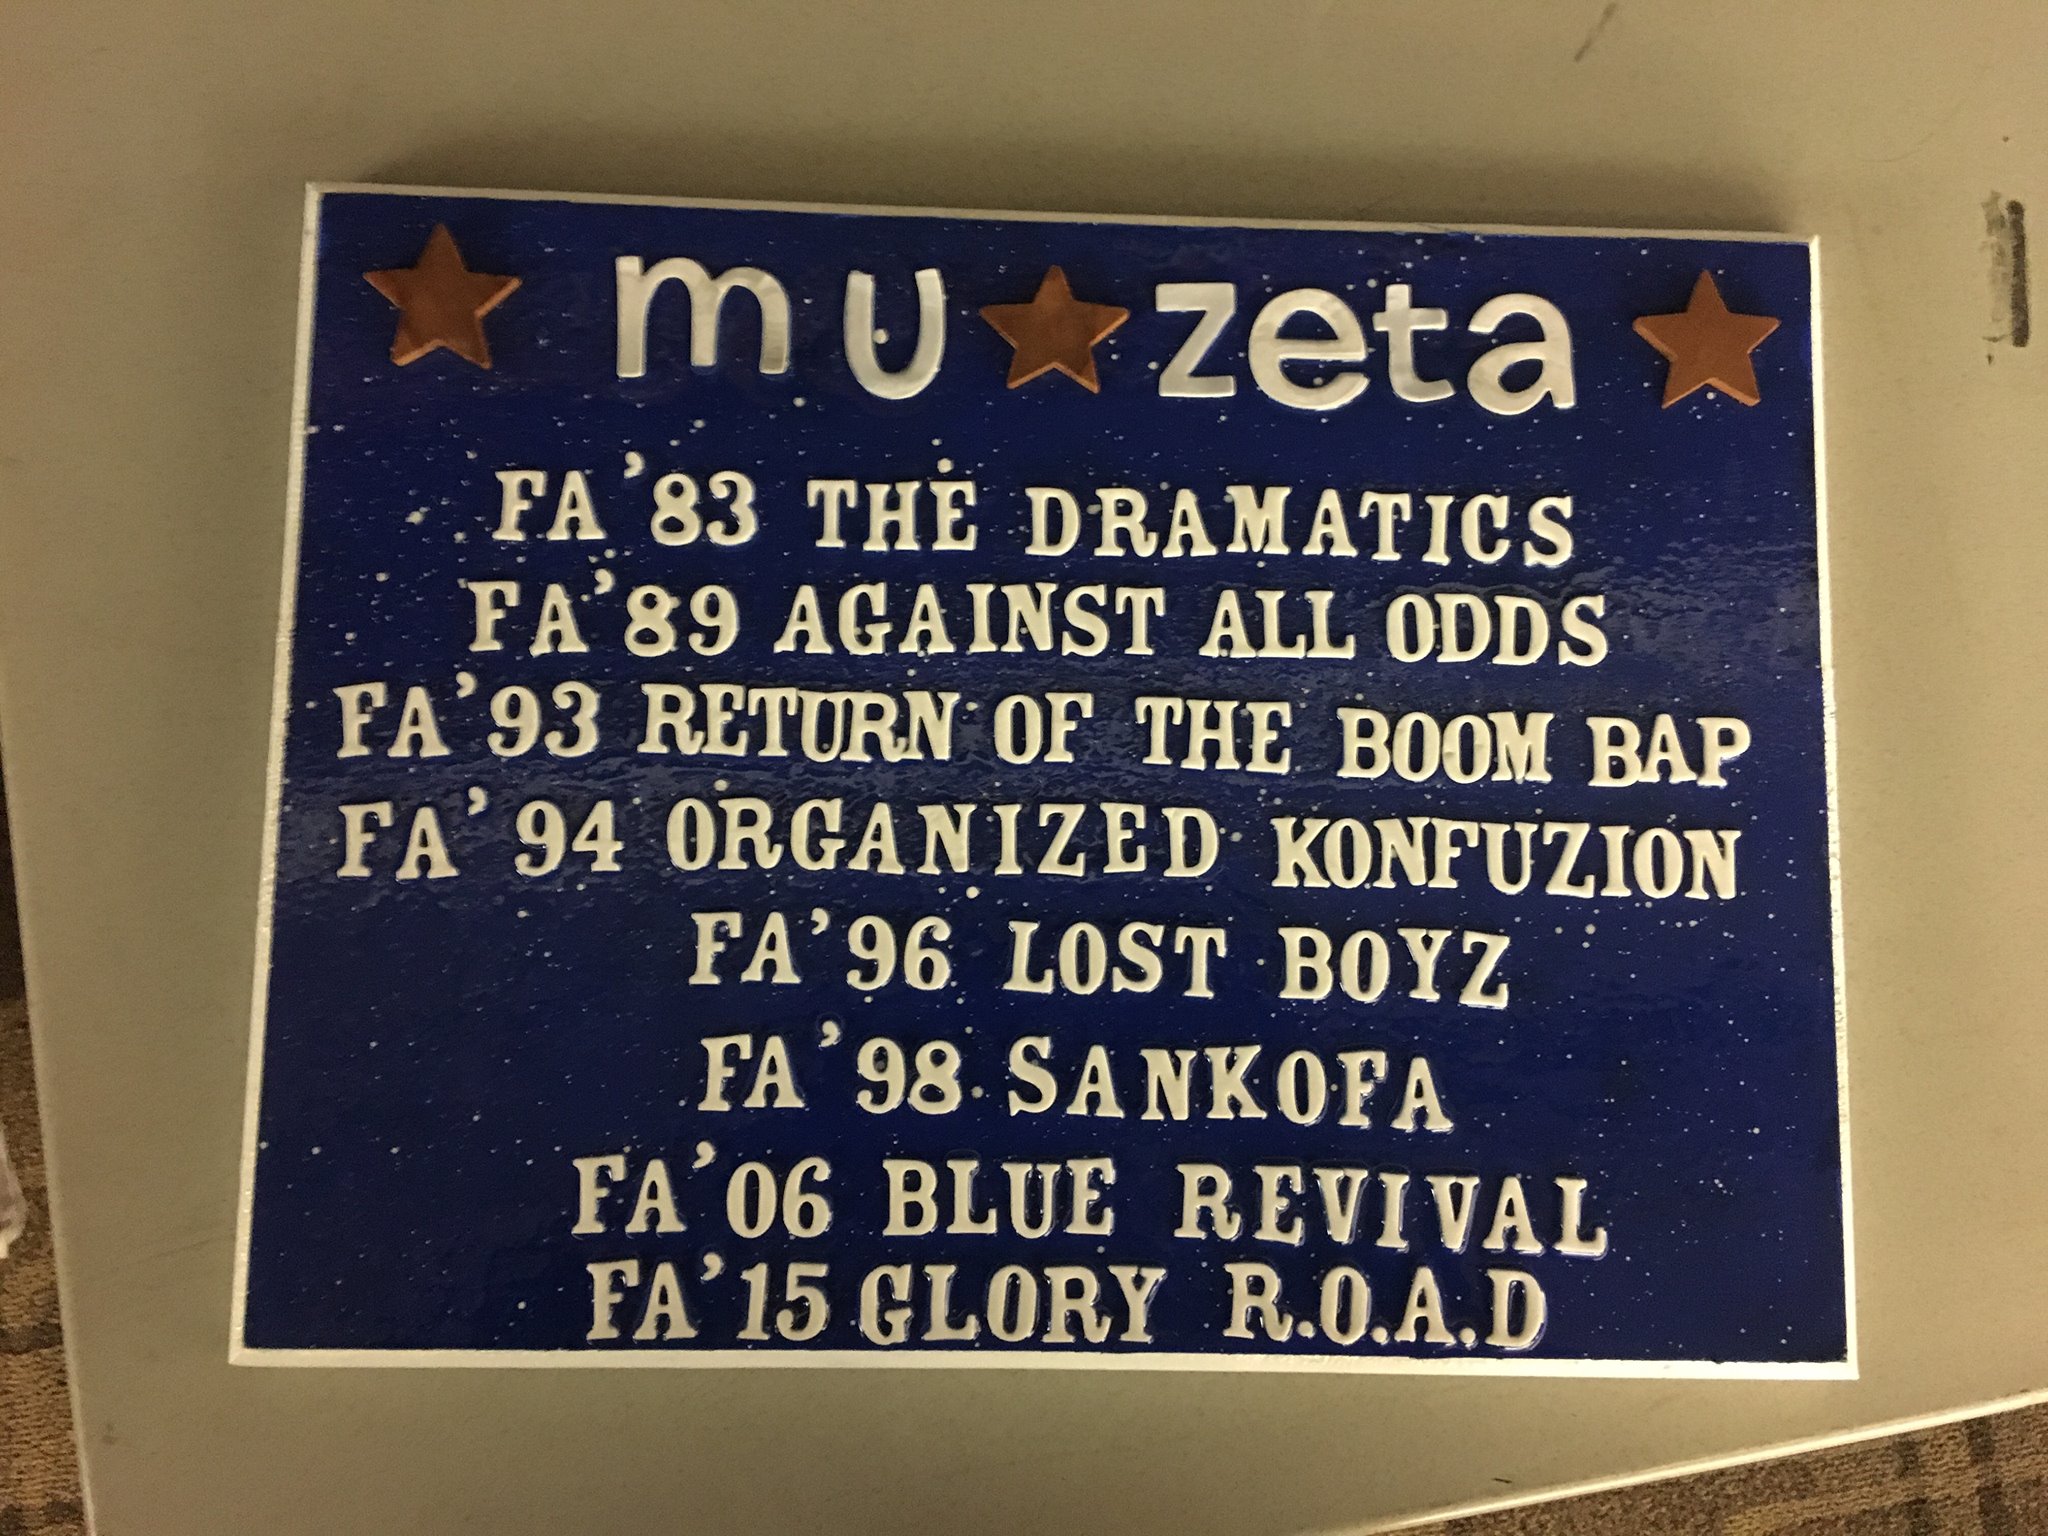 mu zeta
FA '83 THE DRAMATICS
FA '89 AGAINST ALL ODDS
FA '93 RETURN OF THE BOOM BAP
FA '94 ORGANIZED KONFUZION
FA '96 LOST BOYZ
FA '98 SANKOFA
FA '06 BLUE REVIVAL
FA '15 GLORY R.O.A.D